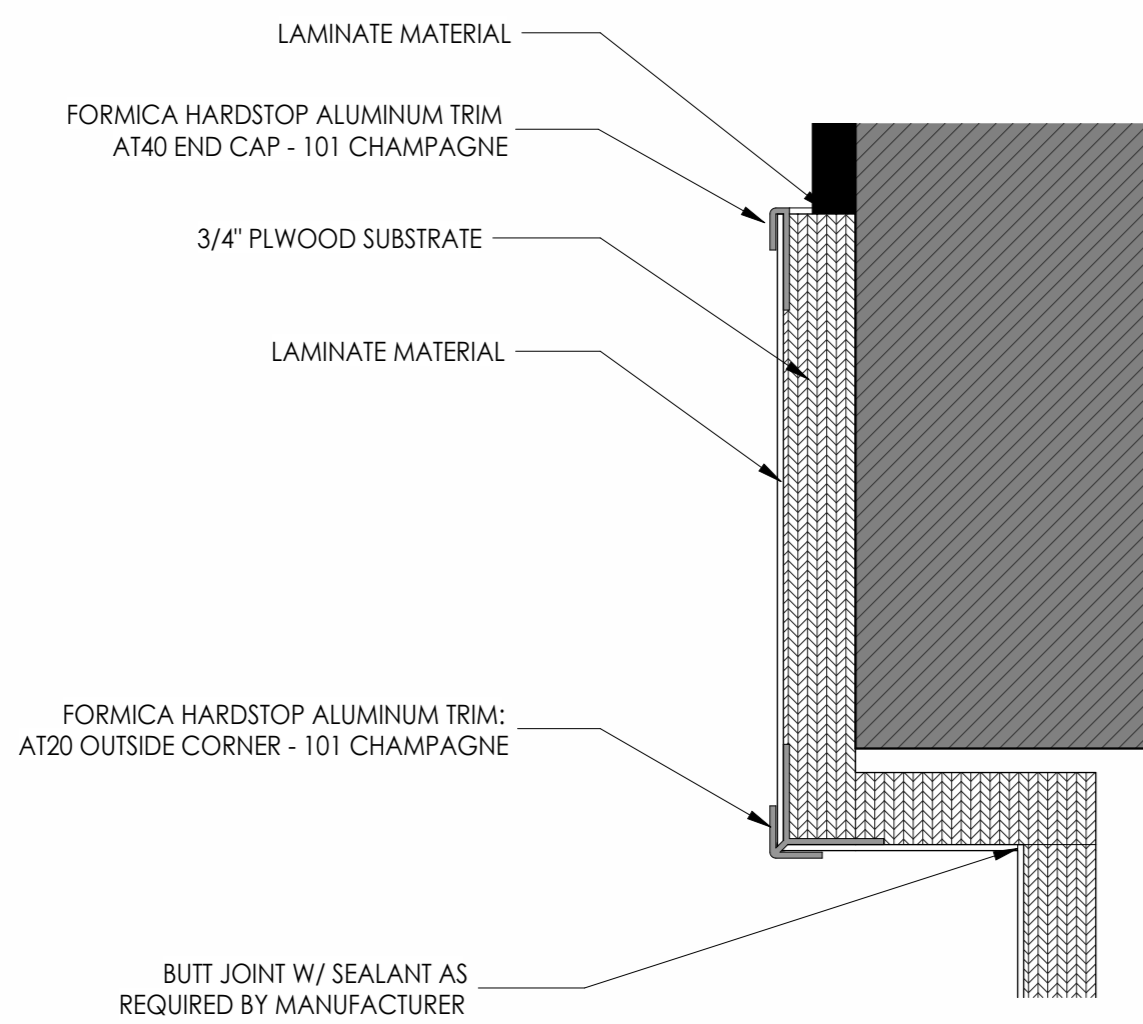 LAMINATE MATERIAL
FORMICA HARDSTOP ALUMINUM TRIM
AT40 END CAP - 101 CHAMPAGNE
3/4" PLWOOD SUBSTRATE
LAMINATE MATERIAL
FORMICA HARDSTOP ALUMINUM TRIM:
AT20 OUTSIDE CORNER - 101 CHAMPAGNE
BUTT JOINT W/ SEALANT AS
REQUIRED BY MANUFACTURER